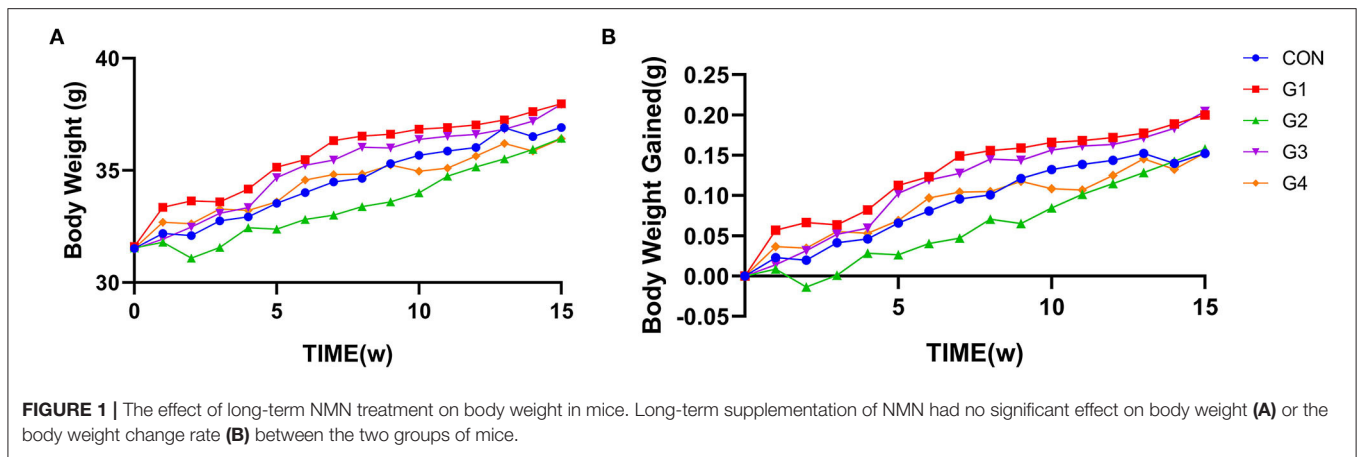 A
Body Weight (g)
40
35
30
0
5
10
15
TIME(w)
B
Body Weight Gained(g)
0.25
0.20
0.15
0.10
0.05
0.00
-0.05
5
10
15
TIME(w)
CON
G1
G2
G3
G4
FIGURE 1 | The effect of long-term NMN treatment on body weight in mice. Long-term supplementation of NMN had no significant effect on body weight (A) or the
body weight change rate (B) between the two groups of mice.